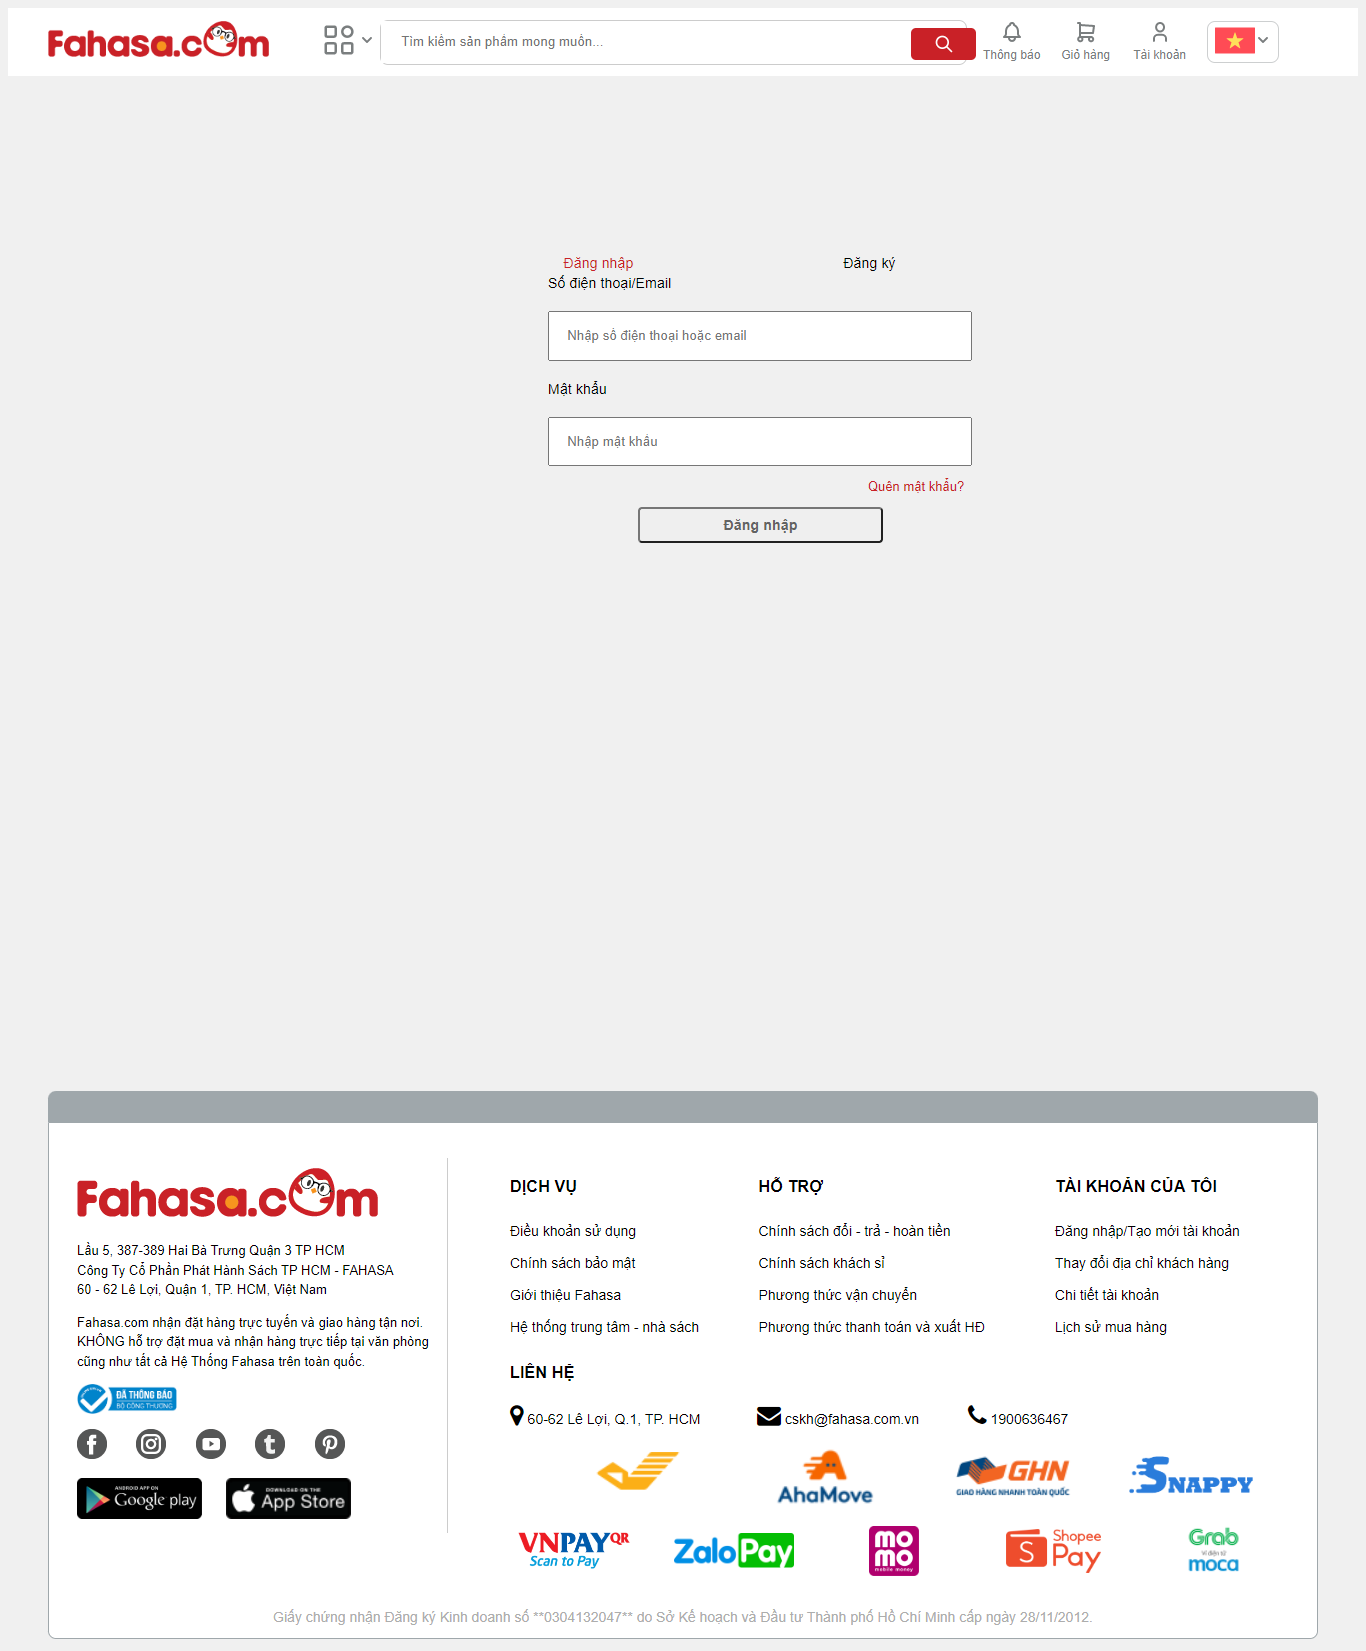 Fahasa.com
Tìm kiếm sản phẩm mong muốn...
Thông báo
Giỏ hàng
Tài khoản
Đăng nhập
Đăng ký
Số điện thoại/Email
Nhập số điện thoại hoặc email
Mật khẩu
Nhập mật khẩu
Quên mật khẩu?
Đăng nhập
Fahasa.com
Lầu 5, 387-389 Hai Bà Trưng Quận 3 TP HCM
Công Ty Cổ Phần Phát Hành Sách TP HCM - FAHASA
60 - 62 Lê Lợi, Quận 1, TP. HCM, Việt Nam
Fahasa.com nhận đặt hàng trực tuyến và giao hàng tận nơi.
KHÔNG hỗ trợ đặt mua và nhận hàng trực tiếp tại văn phòng
cũng như tất cả Hệ Thống Fahasa trên toàn quốc.
ĐÃ THÔNG BÁO
BỘ CÔNG THƯƠNG
ANDROID APP ON
Google play
DOWNLOAD ON THE
App Store
DỊCH VỤ
Điều khoản sử dụng
Chính sách bảo mật
Giới thiệu Fahasa
Hệ thống trung tâm - nhà sách
HỖ TRỢ
Chính sách đổi - trả - hoàn tiền
Chính sách khách sỉ
Phương thức vận chuyển
Phương thức thanh toán và xuất HĐ
TÀI KHOẢN CỦA TÔI
Đăng nhập/Tạo mới tài khoản
Thay đổi địa chỉ khách hàng
Chi tiết tài khoản
Lịch sử mua hàng
LIÊN HỆ
60-62 Lê Lợi, Q.1, TP. HCM
cskh@fahasa.com.vn
1900636467
AhaMove
GHN
GIAO HÀNG NHANH TOÀN QUỐC
SNAPPY
VNPAYQR
Scan to Pay
ZaloPay
mo
mo
mobile money
S
Shopee
Pay
Grab
Ví điện tử
moca
Giấy chứng nhận Đăng ký Kinh doanh số **0304132047** do Sở Kế hoạch và Đầu tư Thành phố Hồ Chí Minh cấp ngày 28/11/2012.